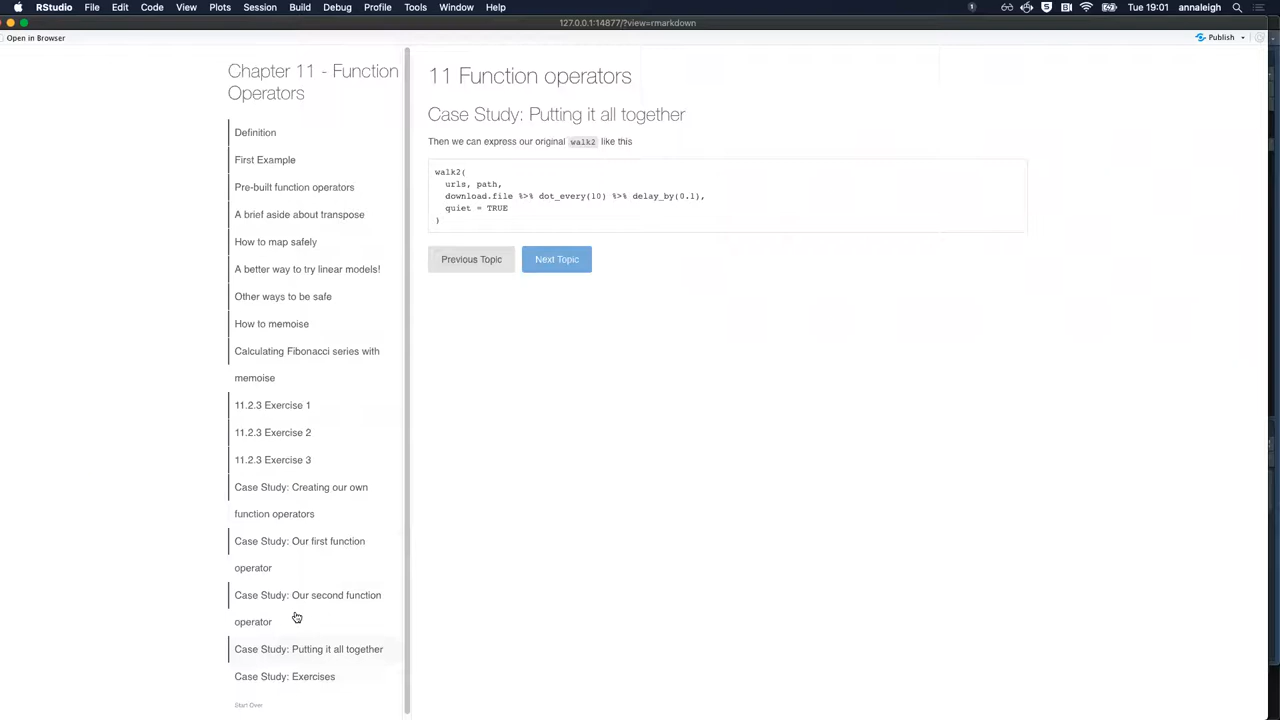 RStudio File Edit Code View Plots Session Build Debug Profile Tools Window Help
5 Tue 19:01 annaleigh
127.0.0.1:14877/?view=rmarkdown
Open in Browser
Publish
Chapter 11 - Function
Operators
Definition
First Example
Pre-built function operators
A brief aside about transpose
How to map safely
A better way to try linear models!
Other ways to be safe
How to memoise
Calculating Fibonacci series with
memoise
11.2.3 Exercise 1
11.2.3 Exercise 2
11.2.3 Exercise 3
Case Study: Creating our own
function operators
Case Study: Our first function
operator
Case Study: Our second function
operator
Case Study: Putting it all together
Case Study: Exercises
Start Over
11 Function operators
Case Study: Putting it all together
Then we can express our original walk2 like this
walk2(
urls, path,
download.file %>% dot_every(10) %>% delay_by(0.1),
quiet = TRUE
)
Previous Topic
Next Topic